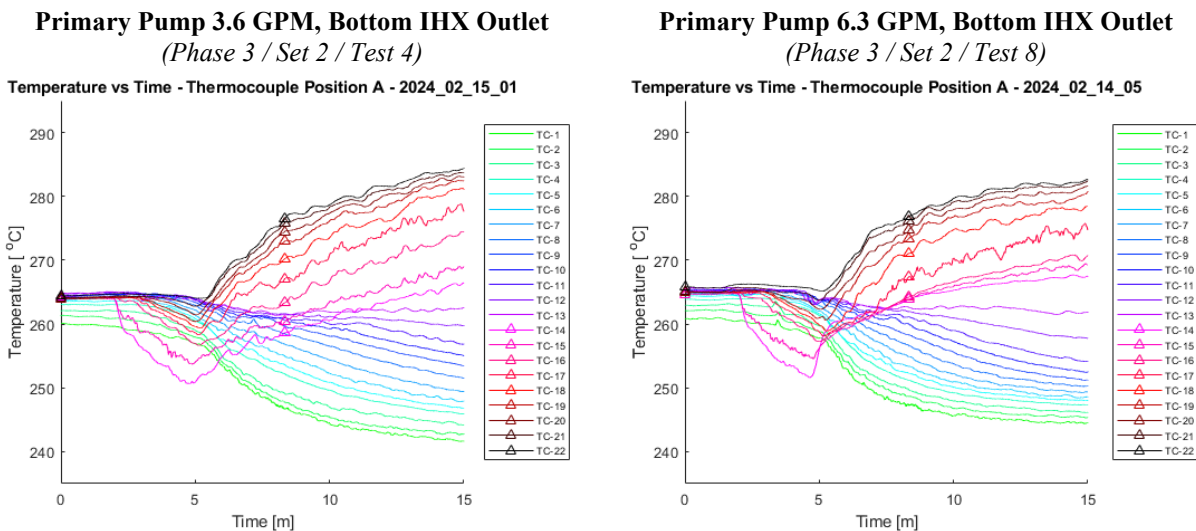 Primary Pump 3.6 GPM, Bottom IHX Outlet
(Phase 3 / Set 2 / Test 4)
Temperature vs Time - Thermocouple Position A - 2024_02_15_01
290
280
270
260
250
240
0
5
10
15
Temperature [ °C]
Time [m]
TC-1
TC-2
TC-3
TC-4
TC-5
TC-6
TC-7
TC-8
TC-9
TC-10
TC-11
TC-12
TC-13
TC-14
TC-15
TC-16
TC-17
TC-18
TC-19
TC-20
TC-21
TC-22
Primary Pump 6.3 GPM, Bottom IHX Outlet
(Phase 3 / Set 2 / Test 8)
Temperature vs Time - Thermocouple Position A - 2024_02_14_05
290
280
270
260
250
240
0
5
10
15
Temperature [ °C]
Time [m]
TC-1
TC-2
TC-3
TC-4
TC-5
TC-6
TC-7
TC-8
TC-9
TC-10
TC-11
TC-12
TC-13
TC-14
TC-15
TC-16
TC-17
TC-18
TC-19
TC-20
TC-21
TC-22